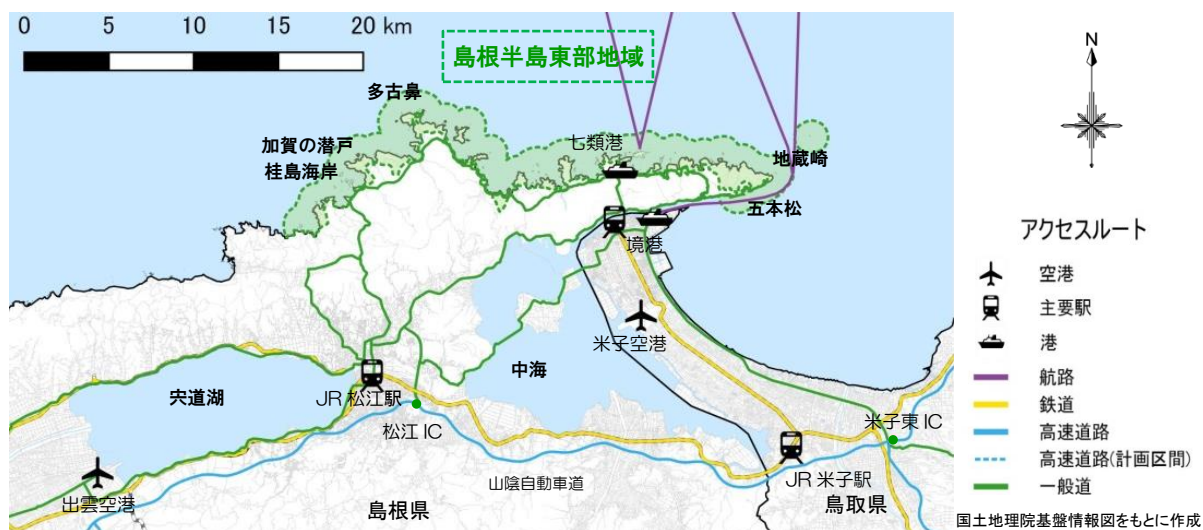 0 5 10 15 20 km
島根半島東部地域
N
多古鼻
加賀の潜戸
桂島海岸
七類港
地蔵崎
五本松
境港
米子空港
中海
宍道湖
JR 松江駅
松江 IC
米子東 IC
JR 米子駅
山陰自動車道
出雲空港
島根県
鳥取県
アクセスルート
空港
主要駅
港
航路
鉄道
高速道路
高速道路(計画区間)
一般道
国土地理院基盤情報図をもとに作成